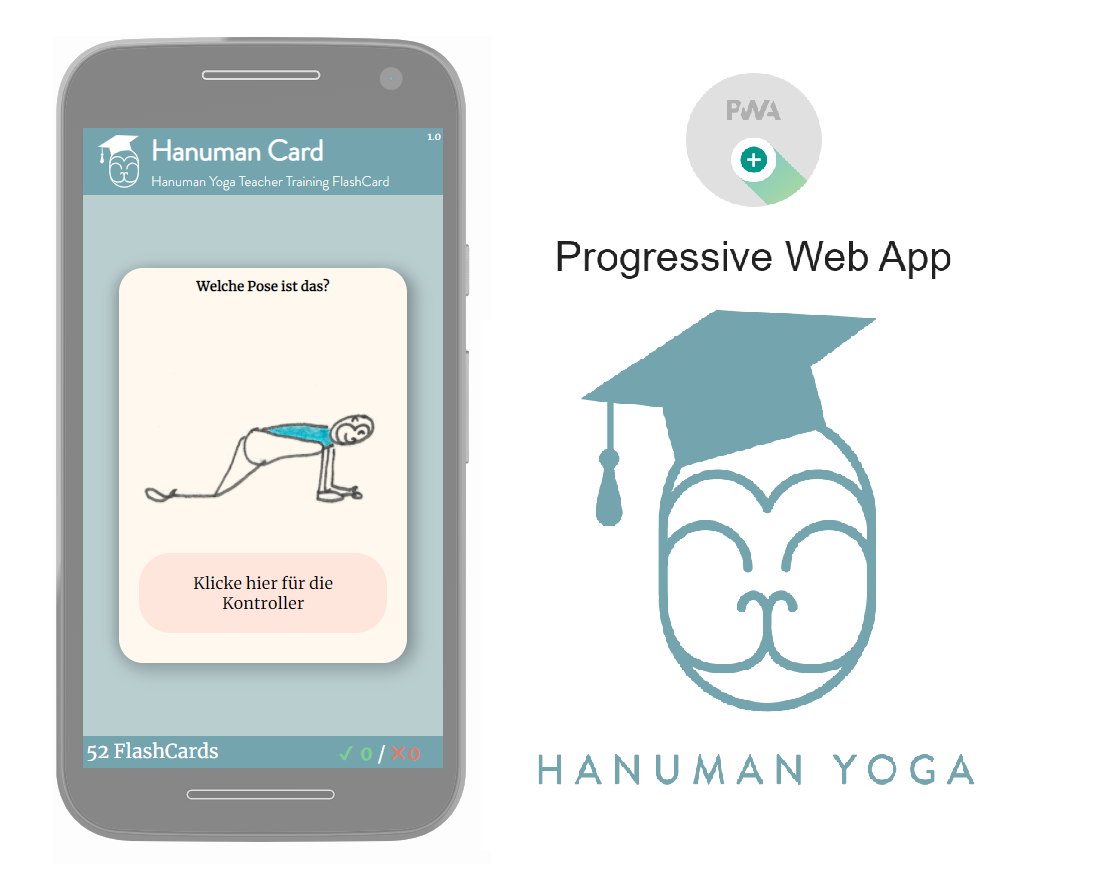 Hanuman Card
1.0
Hanuman Yoga Teacher Training FlashCard
Welche Pose ist das?
Klicke hier für die
Kontroller
52 FlashCards
✓ 0 / ✕ 0
PWA
Progressive Web App
HANUMAN YOGA